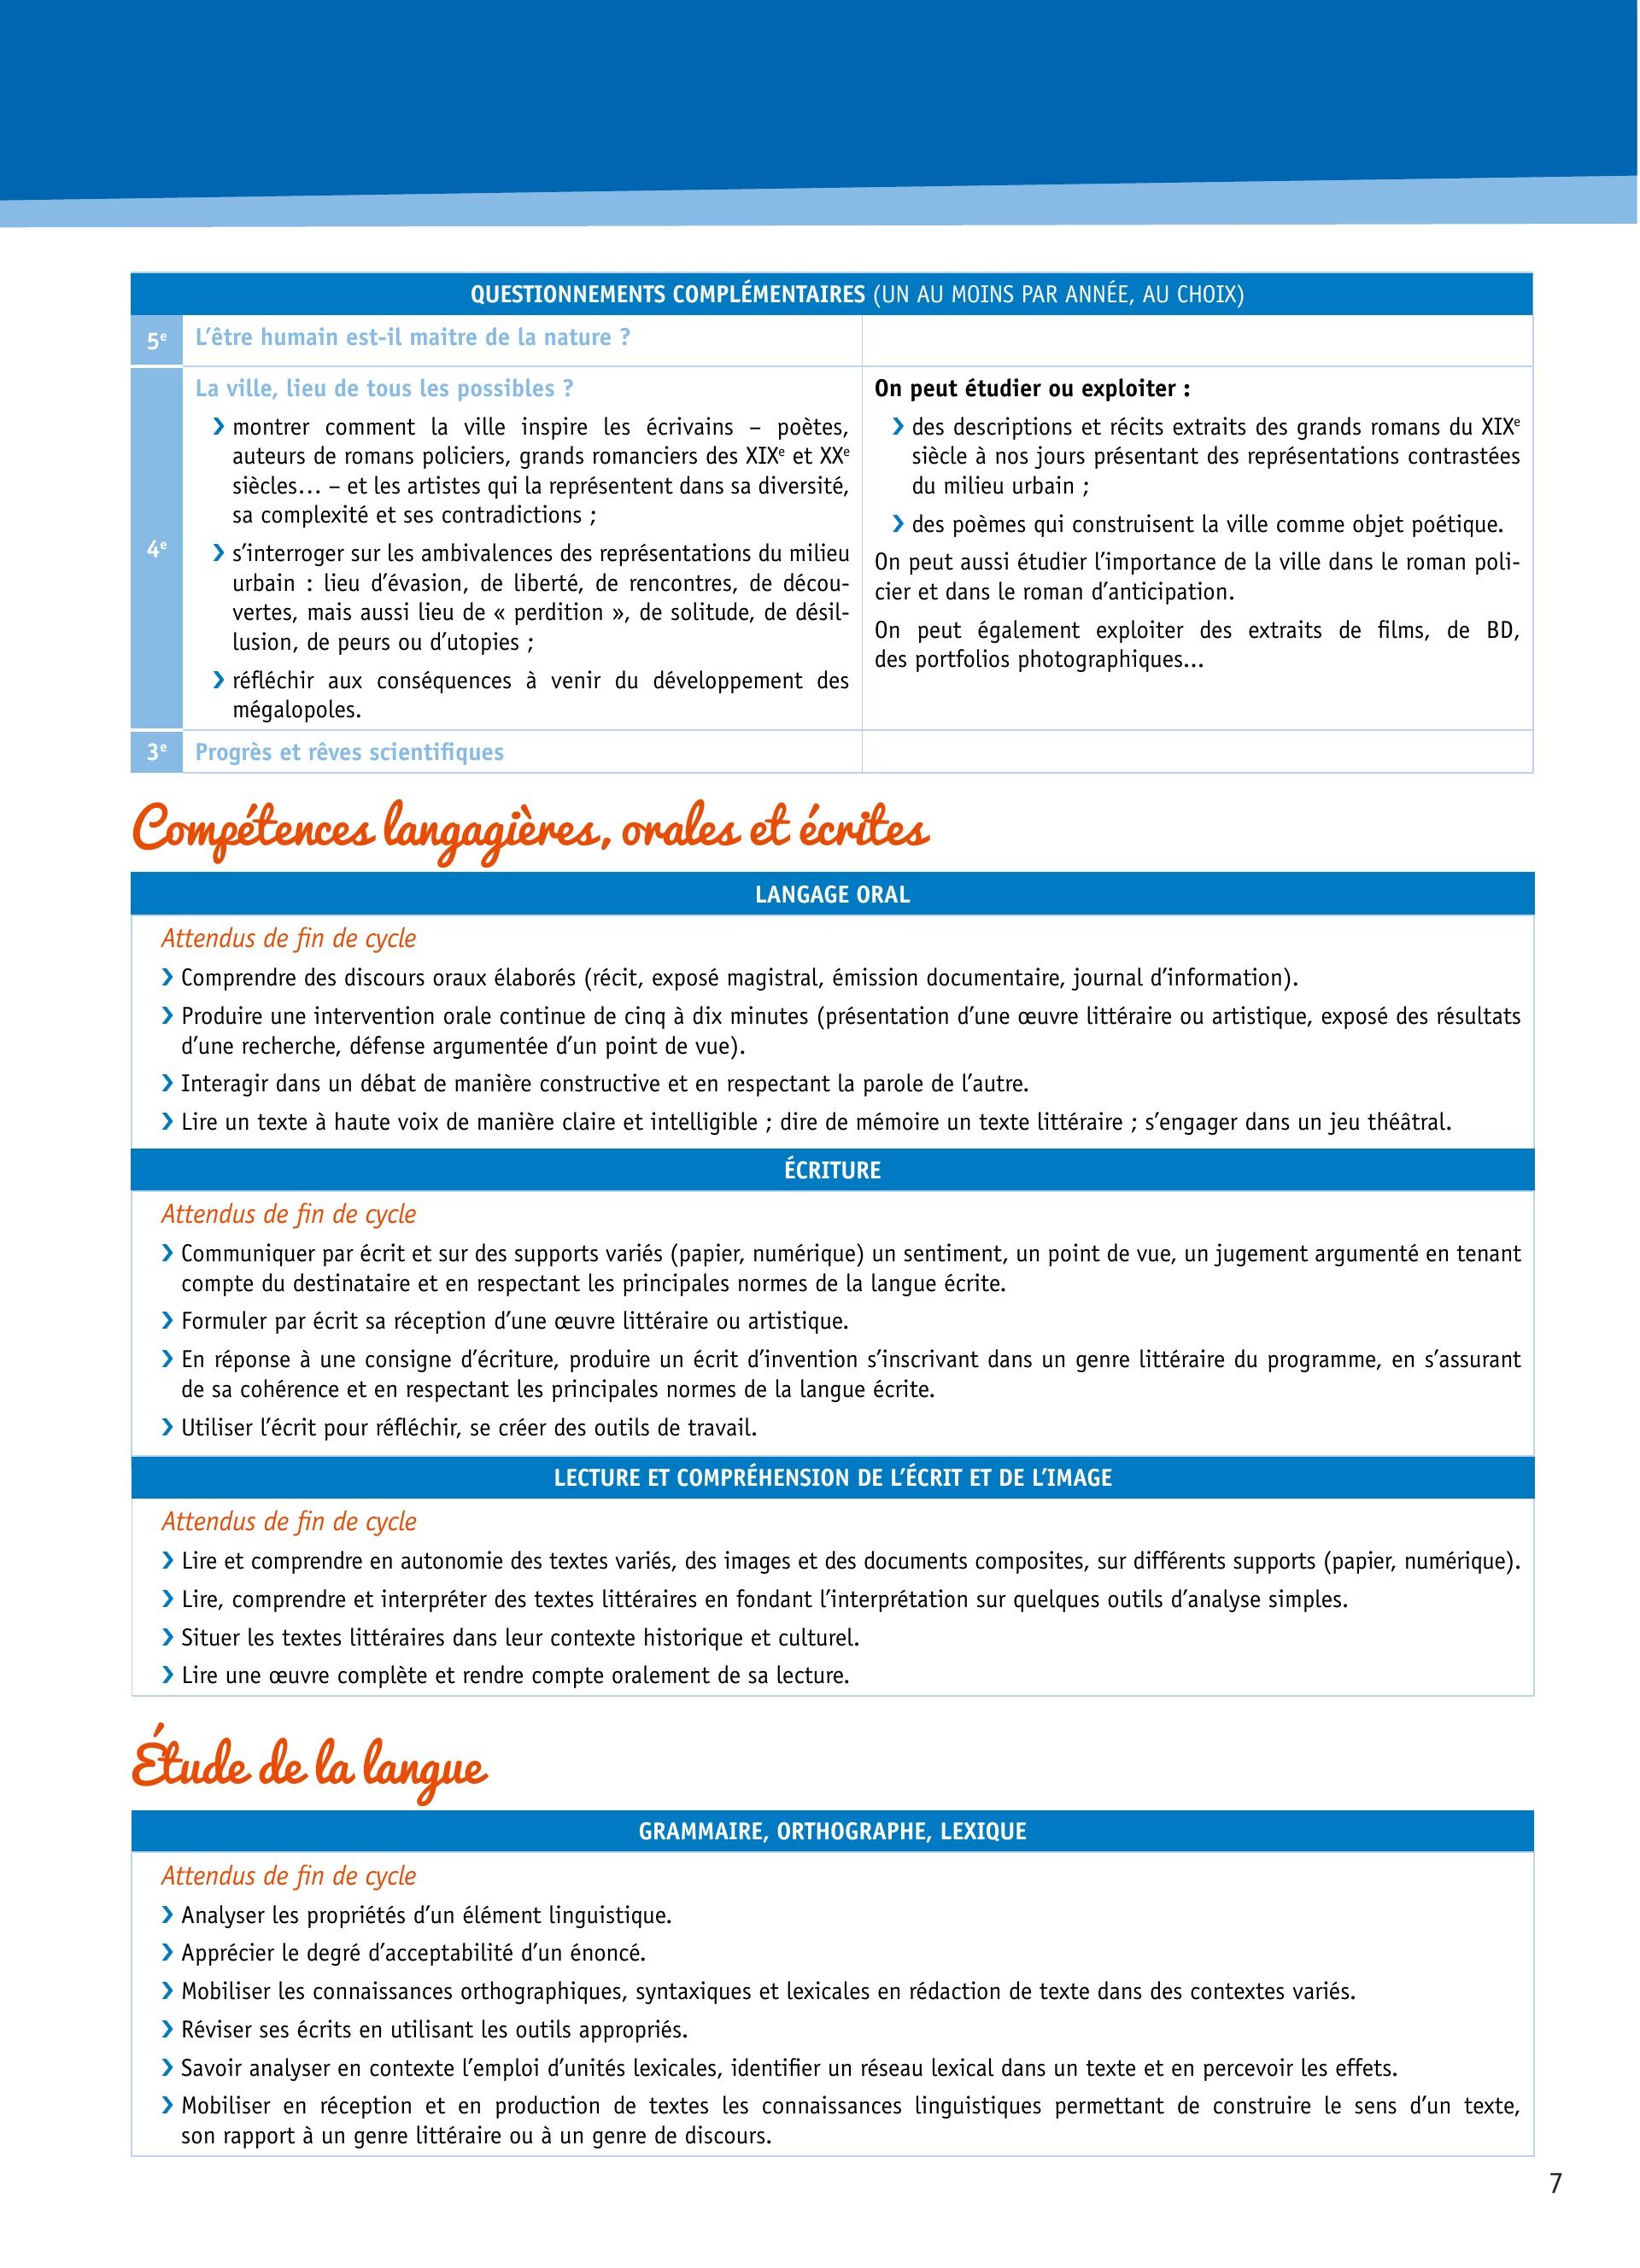 QUESTIONNEMENTS COMPLÉMENTAIRES (UN AU MOINS PAR ANNÉE, AU CHOIX)
5e L’être humain est-il maitre de la nature ?
4e
La ville, lieu de tous les possibles ?
❯ montrer comment la ville inspire les écrivains – poètes,
auteurs de romans policiers, grands romanciers des XIXe et XXe
siècles… – et les artistes qui la représentent dans sa diversité,
sa complexité et ses contradictions ;
❯ s’interroger sur les ambivalences des représentations du milieu
urbain : lieu d’évasion, de liberté, de rencontres, de décou-
vertes, mais aussi lieu de « perdition », de solitude, de désil-
lusion, de peurs ou d’utopies ;
❯ réfléchir aux conséquences à venir du développement des
mégalopoles.
On peut étudier ou exploiter :
❯ des descriptions et récits extraits des grands romans du XIXe
siècle à nos jours présentant des représentations contrastées
du milieu urbain ;
❯ des poèmes qui construisent la ville comme objet poétique.
On peut aussi étudier l’importance de la ville dans le roman poli-
cier et dans le roman d’anticipation.
On peut également exploiter des extraits de films, de BD,
des portfolios photographiques…
3e Progrès et rêves scientifiques
Compétences langagières, orales et écrites
LANGAGE ORAL
Attendus de fin de cycle
❯ Comprendre des discours oraux élaborés (récit, exposé magistral, émission documentaire, journal d’information).
❯ Produire une intervention orale continue de cinq à dix minutes (présentation d’une œuvre littéraire ou artistique, exposé des résultats
d’une recherche, défense argumentée d’un point de vue).
❯ Interagir dans un débat de manière constructive et en respectant la parole de l’autre.
❯ Lire un texte à haute voix de manière claire et intelligible ; dire de mémoire un texte littéraire ; s’engager dans un jeu théâtral.
ÉCRITURE
Attendus de fin de cycle
❯ Communiquer par écrit et sur des supports variés (papier, numérique) un sentiment, un point de vue, un jugement argumenté en tenant
compte du destinataire et en respectant les principales normes de la langue écrite.
❯ Formuler par écrit sa réception d’une œuvre littéraire ou artistique.
❯ En réponse à une consigne d’écriture, produire un écrit d’invention s’inscrivant dans un genre littéraire du programme, en s’assurant
de sa cohérence et en respectant les principales normes de la langue écrite.
❯ Utiliser l’écrit pour réfléchir, se créer des outils de travail.
LECTURE ET COMPRÉHENSION DE L’ÉCRIT ET DE L’IMAGE
Attendus de fin de cycle
❯ Lire et comprendre en autonomie des textes variés, des images et des documents composites, sur différents supports (papier, numérique).
❯ Lire, comprendre et interpréter des textes littéraires en fondant l’interprétation sur quelques outils d’analyse simples.
❯ Situer les textes littéraires dans leur contexte historique et culturel.
❯ Lire une œuvre complète et rendre compte oralement de sa lecture.
Étude de la langue
GRAMMAIRE, ORTHOGRAPHE, LEXIQUE
Attendus de fin de cycle
❯ Analyser les propriétés d’un élément linguistique.
❯ Apprécier le degré d’acceptabilité d’un énoncé.
❯ Mobiliser les connaissances orthographiques, syntaxiques et lexicales en rédaction de texte dans des contextes variés.
❯ Réviser ses écrits en utilisant les outils appropriés.
❯ Savoir analyser en contexte l’emploi d’unités lexicales, identifier un réseau lexical dans un texte et en percevoir les effets.
❯ Mobiliser en réception et en production de textes les connaissances linguistiques permettant de construire le sens d’un texte,
son rapport à un genre littéraire ou à un genre de discours.
7